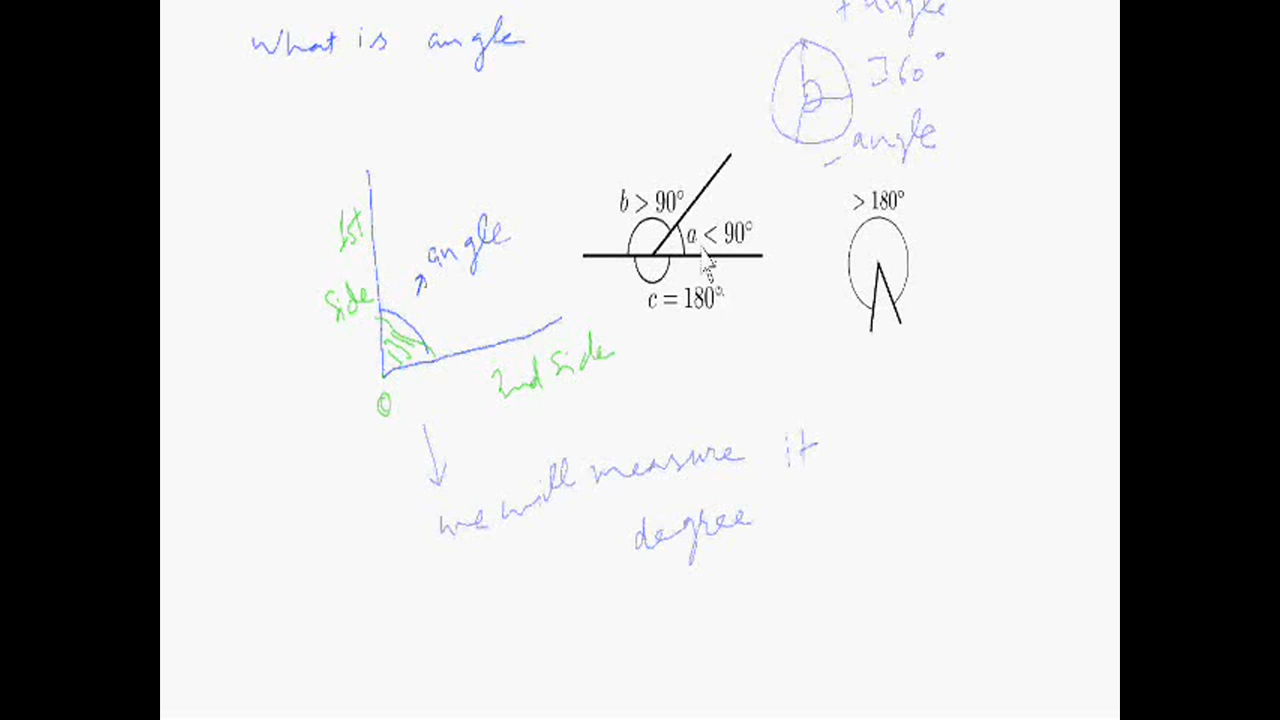 What is angle
+ angle
360°
- angle
b > 90°
a < 90°
c = 180°
> 180°
1st
side
angle
2nd Side
0
we will measure it
degree